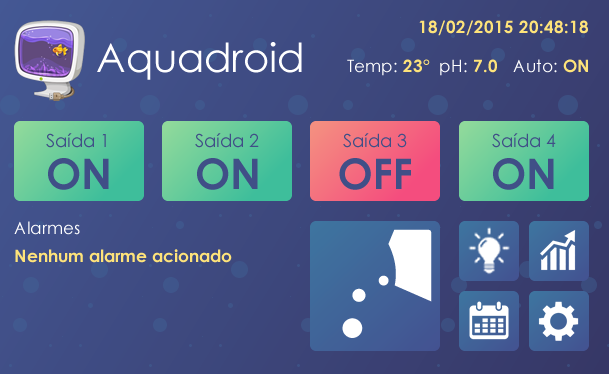 18/02/2015 20:48:18
Aquadroid
Temp: 23° pH: 7.0 Auto: ON
Saída 1
ON
Saída 2
ON
Saída 3
OFF
Saída 4
ON
Alarmes
Nenhum alarme acionado